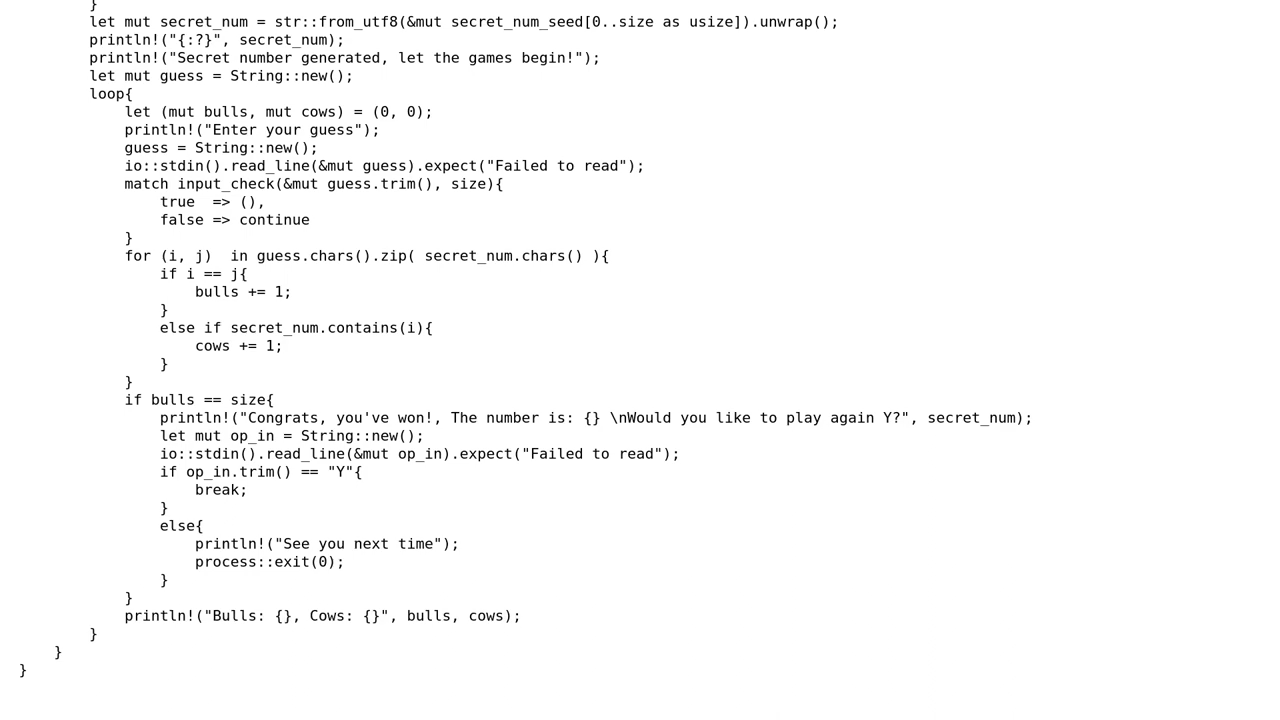 }
        let mut secret_num = str::from_utf8(&mut secret_num_seed[0..size as usize]).unwrap();
        println!("{:?}", secret_num);
        println!("Secret number generated, let the games begin!");
        let mut guess = String::new();
        loop{
            let (mut bulls, mut cows) = (0, 0);
            println!("Enter your guess");
            guess = String::new();
            io::stdin().read_line(&mut guess).expect("Failed to read");
            match input_check(&mut guess.trim(), size){
                true  => (),
                false => continue
            }
            for (i, j)  in guess.chars().zip( secret_num.chars() ){
                if i == j{
                    bulls += 1;
                }
                else if secret_num.contains(i){
                    cows += 1;
                }
            }
            if bulls == size{
                println!("Congrats, you've won!, The number is: {} \nWould you like to play again Y?", secret_num);
                let mut op_in = String::new();
                io::stdin().read_line(&mut op_in).expect("Failed to read");
                if op_in.trim() == "Y"{
                    break;
                }
                else{
                    println!("See you next time");
                    process::exit(0);
                }
            }
            println!("Bulls: {}, Cows: {}", bulls, cows);
        }
    }
}